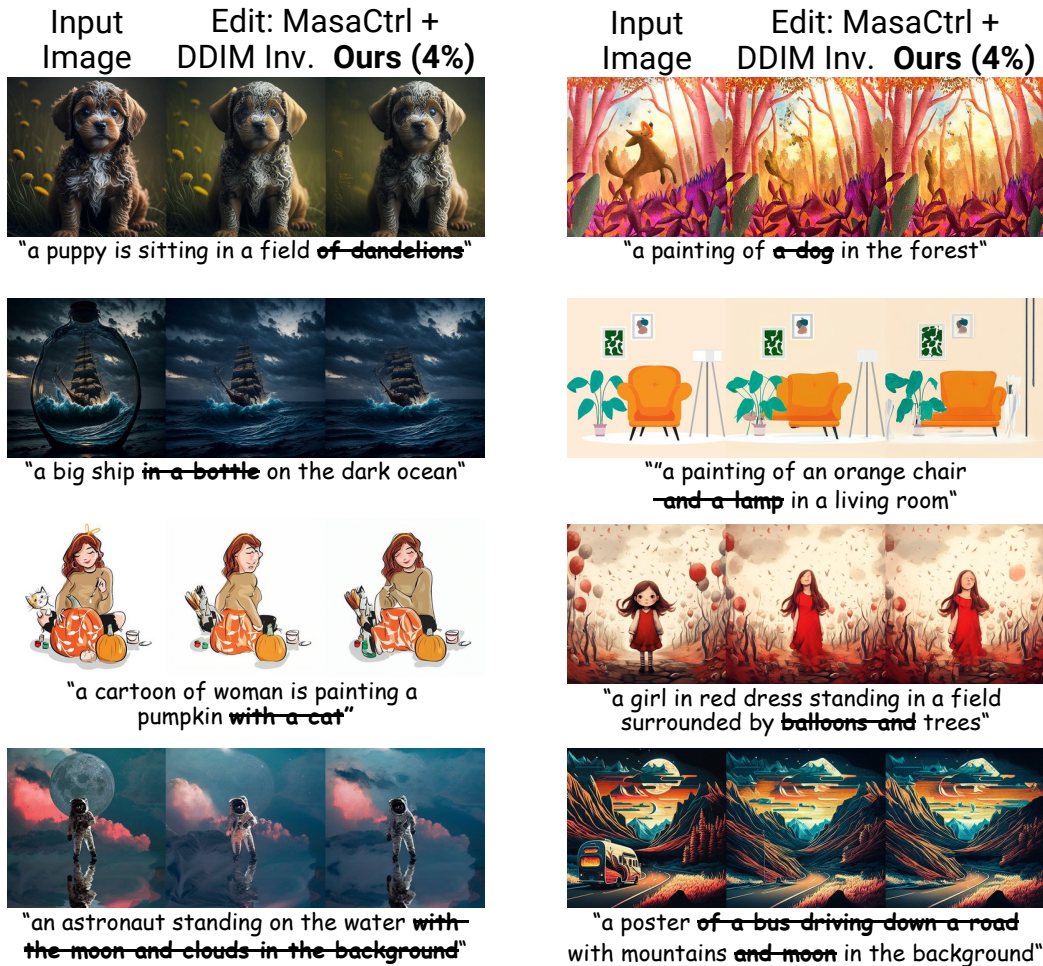 Input Image
Edit: MasaCtrl +
DDIM Inv. Ours (4%)
"a puppy is sitting in a field of dandelions"
"a big ship in a bottle on the dark ocean"
"a cartoon of woman is painting a
pumpkin with a cat"
"an astronaut standing on the water with
the moon and clouds in the background"
Input Image
Edit: MasaCtrl +
DDIM Inv. Ours (4%)
"a painting of a dog in the forest"
""a painting of an orange chair
and a lamp in a living room"
"a girl in red dress standing in a field
surrounded by balloons and trees"
"a poster of a bus driving down a road
with mountains and moon in the background"